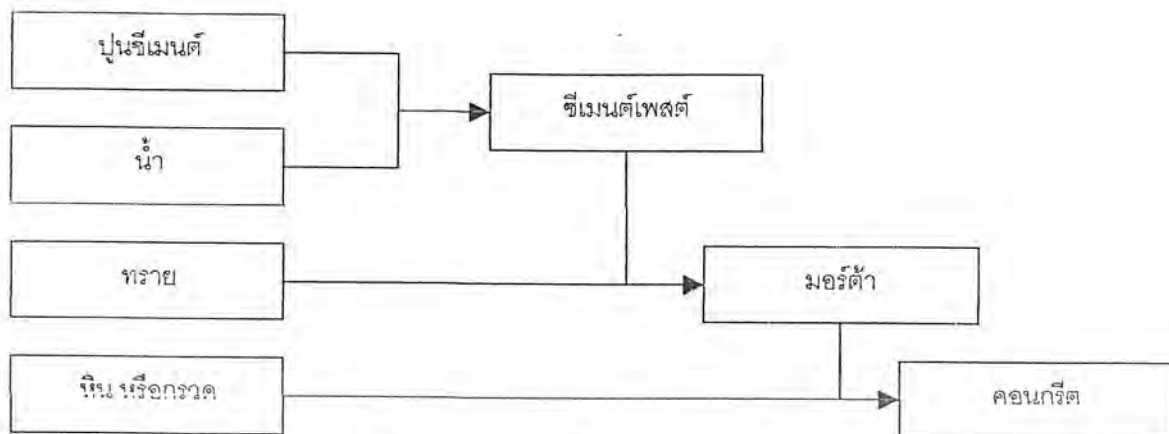 ปูนซีเมนต์
ซีเมนต์เพสต์
น้ำ
ทราย
มอร์ต้า
หิน หรือกรวด
คอนกรีต